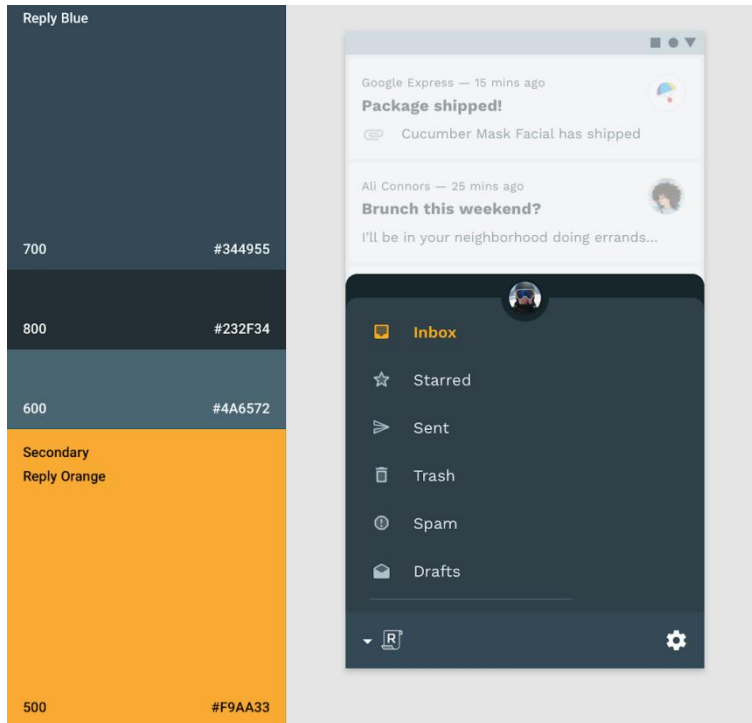 Reply Blue
700 #344955
800 #232F34
600 #4A6572
Secondary
Reply Orange
500 #F9AA33
Google Express — 15 mins ago
Package shipped!
Cucumber Mask Facial has shipped
Ali Connors — 25 mins ago
Brunch this weekend?
I'll be in your neighborhood doing errands...
Inbox
Starred
Sent
Trash
Spam
Drafts
R